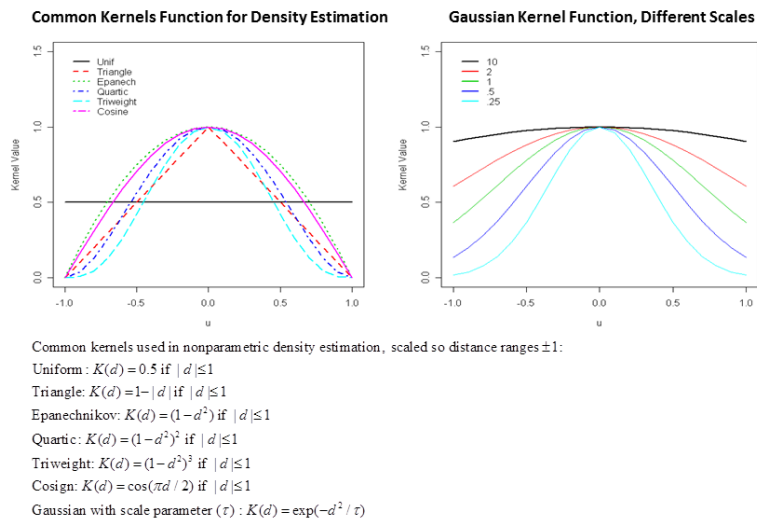 Common Kernels Function for Density Estimation
Gaussian Kernel Function, Different Scales
1.5
1.0
0.5
0.0
Kernel Value
Unif
Triangle
Epanech
Quartic
Triweight
Cosine
-1.0
-0.5
0.0
0.5
1.0
u
1.5
1.0
0.5
0.0
Kernel Value
10
2
1
.5
.25
-1.0
-0.5
0.0
0.5
1.0
u
Common kernels used in nonparametric density estimation, scaled so distance ranges ±1:
Uniform : K(d) = 0.5 if | d |≤1
Triangle: K(d) = 1−| d | if | d |≤1
Epanechnikov: K(d) = (1−d²) if | d |≤1
Quartic: K(d) = (1−d²)² if | d |≤1
Triweight: K(d) = (1−d²)³ if | d |≤1
Cosign: K(d) = cos(πd / 2) if | d |≤1
Gaussian with scale parameter (τ) : K(d) = exp(−d² / τ)